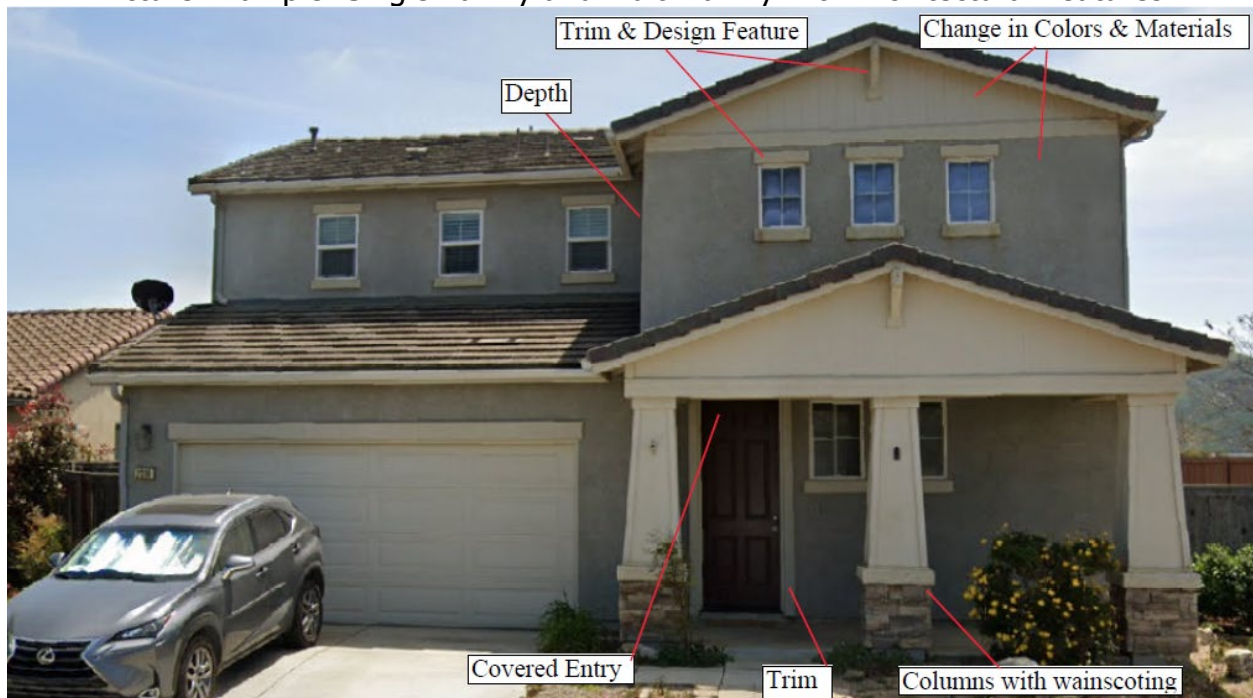 Trim & Design Feature
Change in Colors & Materials
Depth
Covered Entry
Trim
Columns with wainscoting